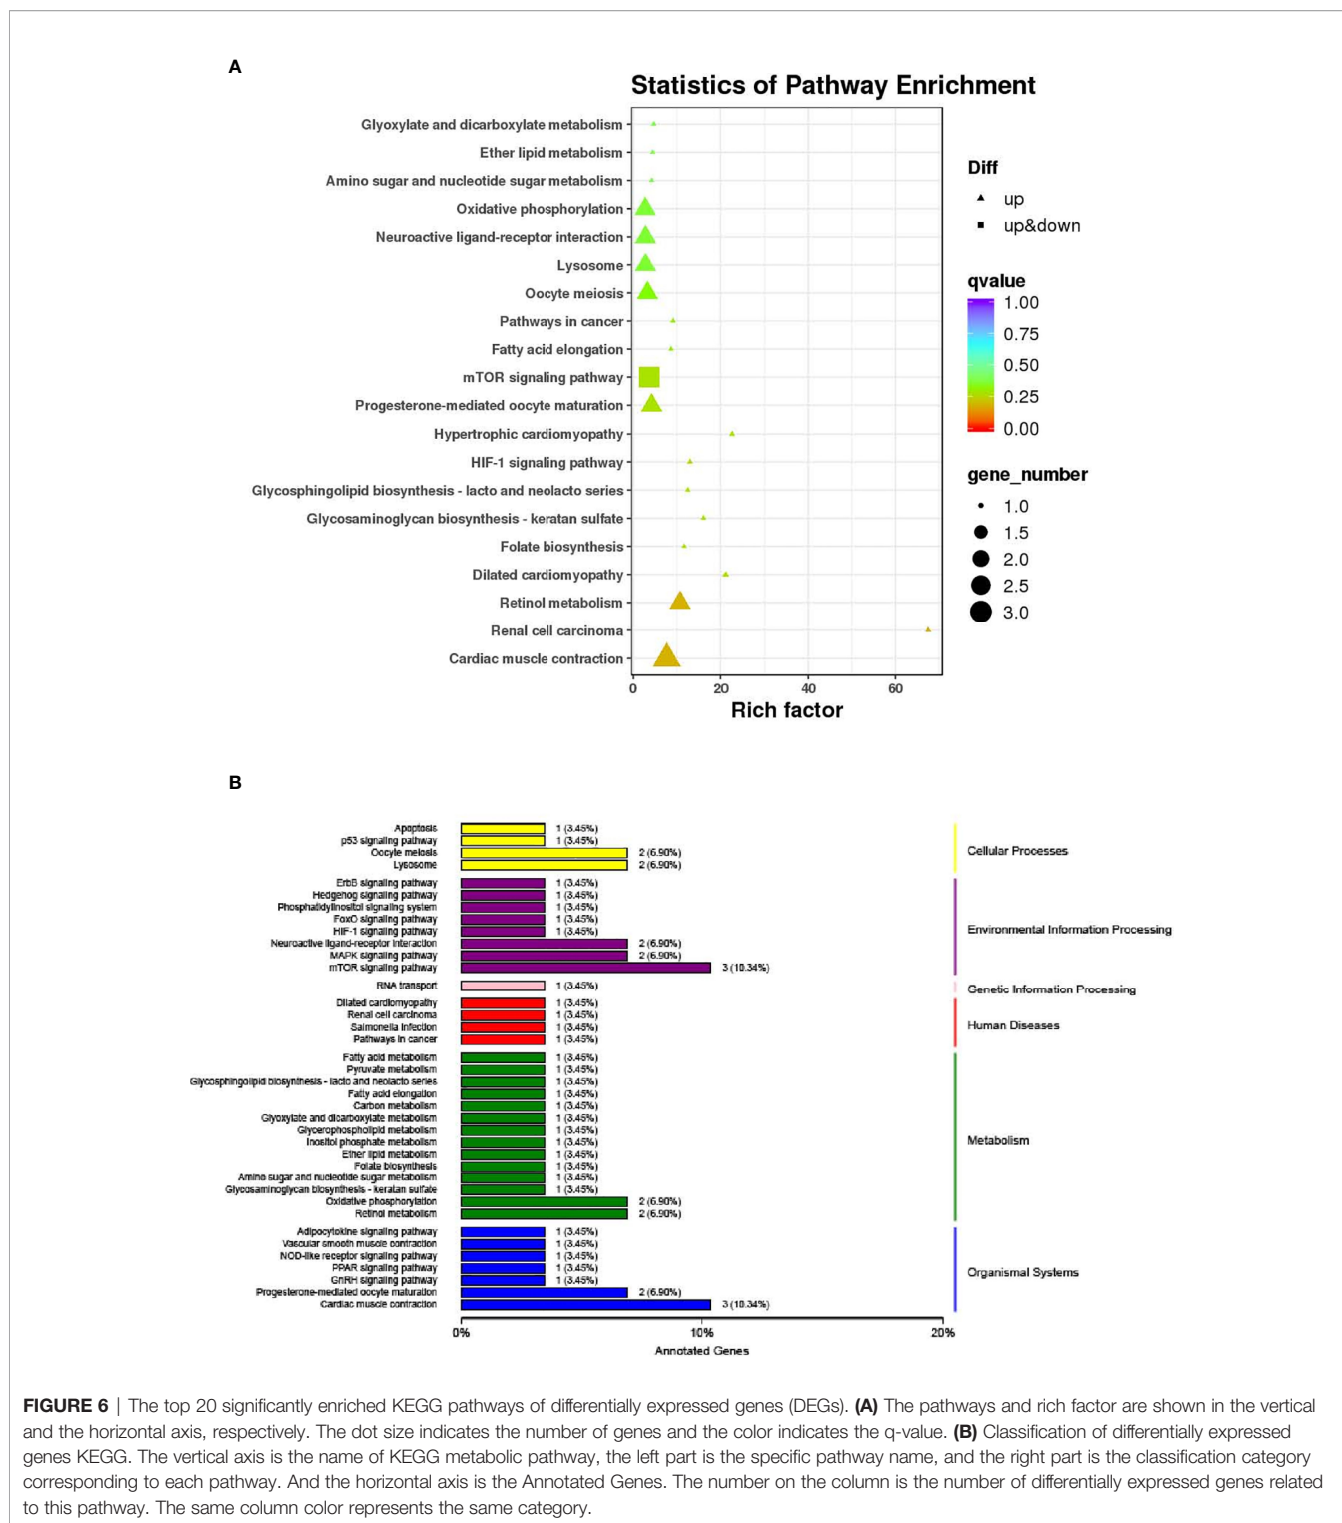 A
Statistics of Pathway Enrichment
Glyoxylate and dicarboxylate metabolism
Ether lipid metabolism
Amino sugar and nucleotide sugar metabolism
Oxidative phosphorylation
Neuroactive ligand-receptor interaction
Lysosome
Oocyte meiosis
Pathways in cancer
Fatty acid elongation
mTOR signaling pathway
Progesterone-mediated oocyte maturation
Hypertrophic cardiomyopathy
HIF-1 signaling pathway
Glycosphingolipid biosynthesis - lacto and neolacto series
Glycosaminoglycan biosynthesis - keratan sulfate
Folate biosynthesis
Dilated cardiomyopathy
Retinol metabolism
Renal cell carcinoma
Cardiac muscle contraction
0 20 40 60
Rich factor
Diff
up
up&down
qvalue
1.00
0.75
0.50
0.25
0.00
gene_number
1.0
1.5
2.0
2.5
3.0
B
Apoptosis 1 (3.45%)
p53 signaling pathway 1 (3.45%)
Oocyte meiosis 2 (6.90%)
Lysosome 2 (6.90%)
Cellular Processes
ErbB signaling pathway 1 (3.45%)
Hedgehog signaling pathway 1 (3.45%)
Phosphatidylinositol signaling system 1 (3.45%)
FoxO signaling pathway 1 (3.45%)
HIF-1 signaling pathway 1 (3.45%)
Neuroactive ligand-receptor interaction 2 (6.90%)
MAPK signaling pathway 2 (6.90%)
mTOR signaling pathway 3 (10.34%)
Environmental Information Processing
RNA transport 1 (3.45%)
Genetic Information Processing
Dilated cardiomyopathy 1 (3.45%)
Renal cell carcinoma 1 (3.45%)
Salmonella infection 1 (3.45%)
Pathways in cancer 1 (3.45%)
Human Diseases
Fatty acid metabolism 1 (3.45%)
Pyruvate metabolism 1 (3.45%)
Glycosphingolipid biosynthesis - lacto and neolacto series 1 (3.45%)
Fatty acid elongation 1 (3.45%)
Carbon metabolism 1 (3.45%)
Glyoxylate and dicarboxylate metabolism 1 (3.45%)
Glycerophospholipid metabolism 1 (3.45%)
Inositol phosphate metabolism 1 (3.45%)
Ether lipid metabolism 1 (3.45%)
Folate biosynthesis 1 (3.45%)
Amino sugar and nucleotide sugar metabolism 1 (3.45%)
Glycosaminoglycan biosynthesis - keratan sulfate 1 (3.45%)
Oxidative phosphorylation 2 (6.90%)
Retinol metabolism 2 (6.90%)
Metabolism
Adipocytokine signaling pathway 1 (3.45%)
Vascular smooth muscle contraction 1 (3.45%)
NOD-like receptor signaling pathway 1 (3.45%)
PPAR signaling pathway 1 (3.45%)
GnRH signaling pathway 1 (3.45%)
Progesterone-mediated oocyte maturation 2 (6.90%)
Cardiac muscle contraction 3 (10.34%)
Organismal Systems
0% 10% 20%
Annotated Genes
FIGURE 6 | The top 20 significantly enriched KEGG pathways of differentially expressed genes (DEGs). (A) The pathways and rich factor are shown in the vertical
and the horizontal axis, respectively. The dot size indicates the number of genes and the color indicates the q-value. (B) Classification of differentially expressed
genes KEGG. The vertical axis is the name of KEGG metabolic pathway, the left part is the specific pathway name, and the right part is the classification category
corresponding to each pathway. And the horizontal axis is the Annotated Genes. The number on the column is the number of differentially expressed genes related
to this pathway. The same column color represents the same category.